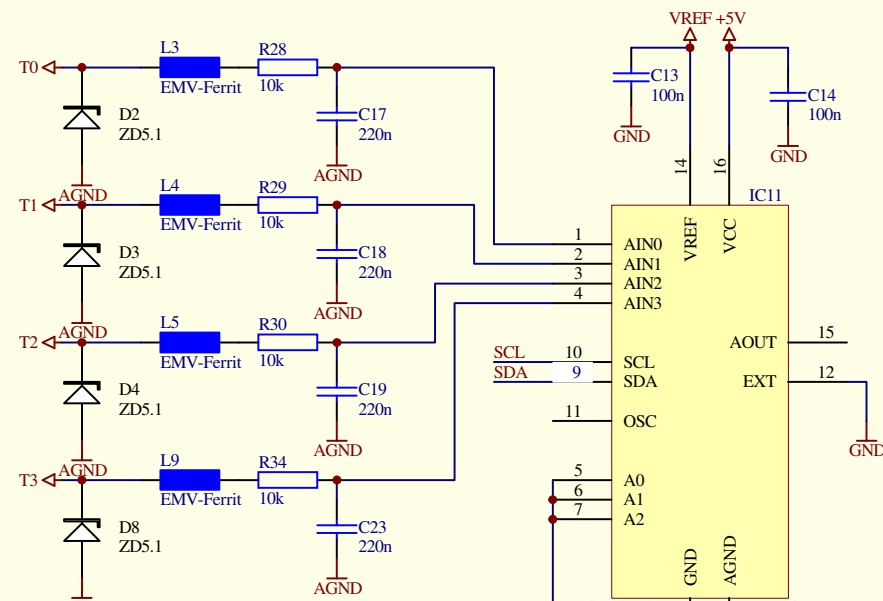 VREF +5V
T0
L3
EMV-Ferrit
R28
10k
D2
ZD5.1
C17
220n
AGND
AGND
C13
100n
GND
C14
100n
GND
T1
L4
EMV-Ferrit
R29
10k
D3
ZD5.1
C18
220n
AGND
AGND
T2
L5
EMV-Ferrit
R30
10k
D4
ZD5.1
C19
220n
AGND
AGND
T3
L9
EMV-Ferrit
R34
10k
D8
ZD5.1
C23
220n
AGND
14
16
IC11
VREF
VCC
1
AIN0
2
AIN1
3
AIN2
4
AIN3
SCL
10
SCL
SDA
9
SDA
11
OSC
5
A0
6
A1
7
A2
AOUT
15
EXT
12
GND
GND
AGND